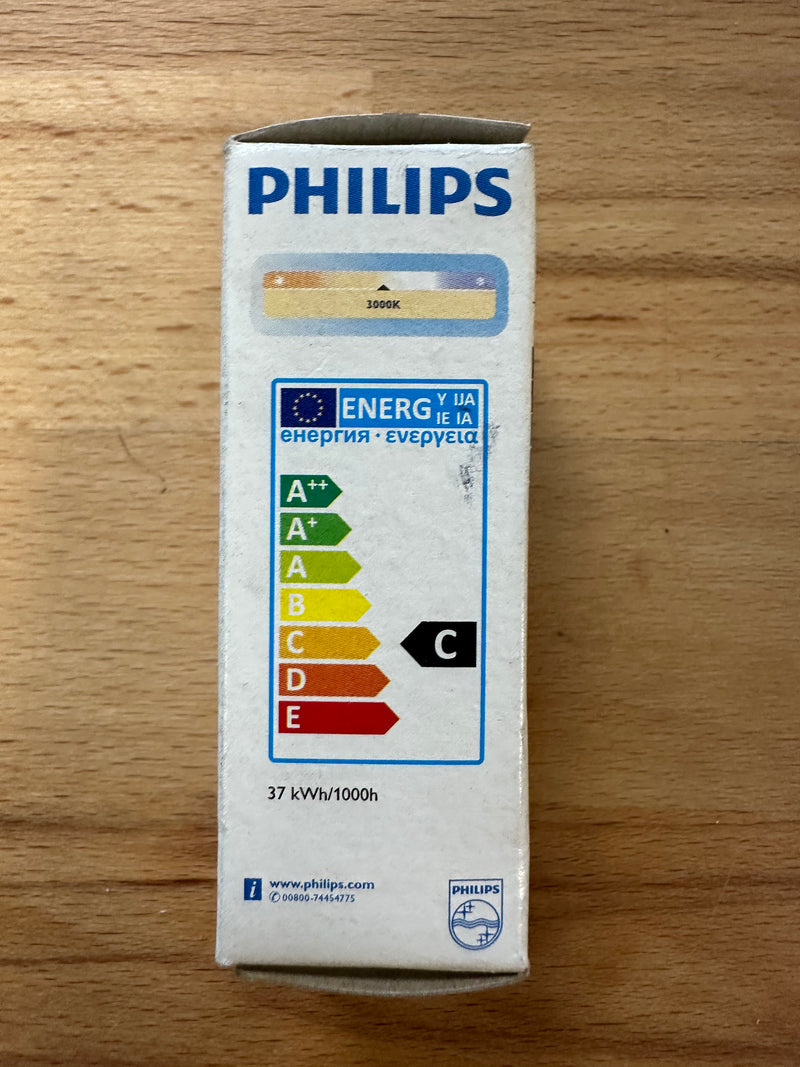 PHILIPS
3000K
ENERG Y IJA
IE IA
енергия · ενεργεια
A++
A+
A
B
C
C
D
E
37 kWh/1000h
i www.philips.com
✆ 00800-74454775
PHILIPS